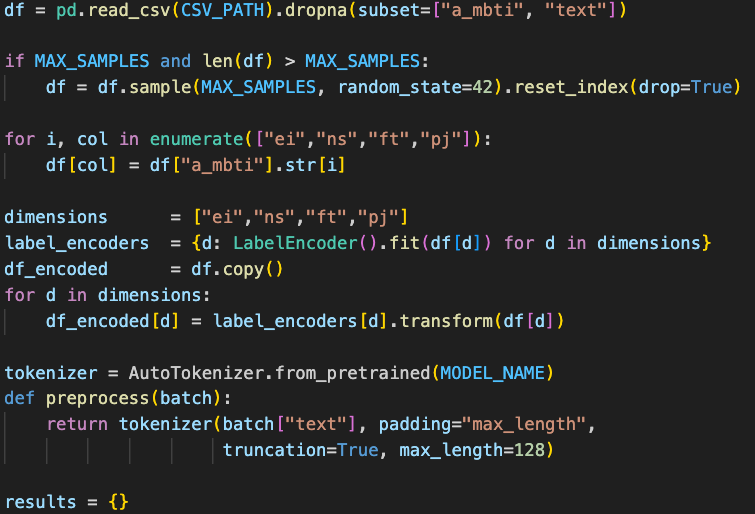 df = pd.read_csv(CSV_PATH).dropna(subset=["a_mbti", "text"])

if MAX_SAMPLES and len(df) > MAX_SAMPLES:
    df = df.sample(MAX_SAMPLES, random_state=42).reset_index(drop=True)

for i, col in enumerate(["ei","ns","ft","pj"]):
    df[col] = df["a_mbti"].str[i]

dimensions      = ["ei","ns","ft","pj"]
label_encoders  = {d: LabelEncoder().fit(df[d]) for d in dimensions}
df_encoded      = df.copy()
for d in dimensions:
    df_encoded[d] = label_encoders[d].transform(df[d])

tokenizer = AutoTokenizer.from_pretrained(MODEL_NAME)
def preprocess(batch):
    return tokenizer(batch["text"], padding="max_length",
                     truncation=True, max_length=128)

results = {}